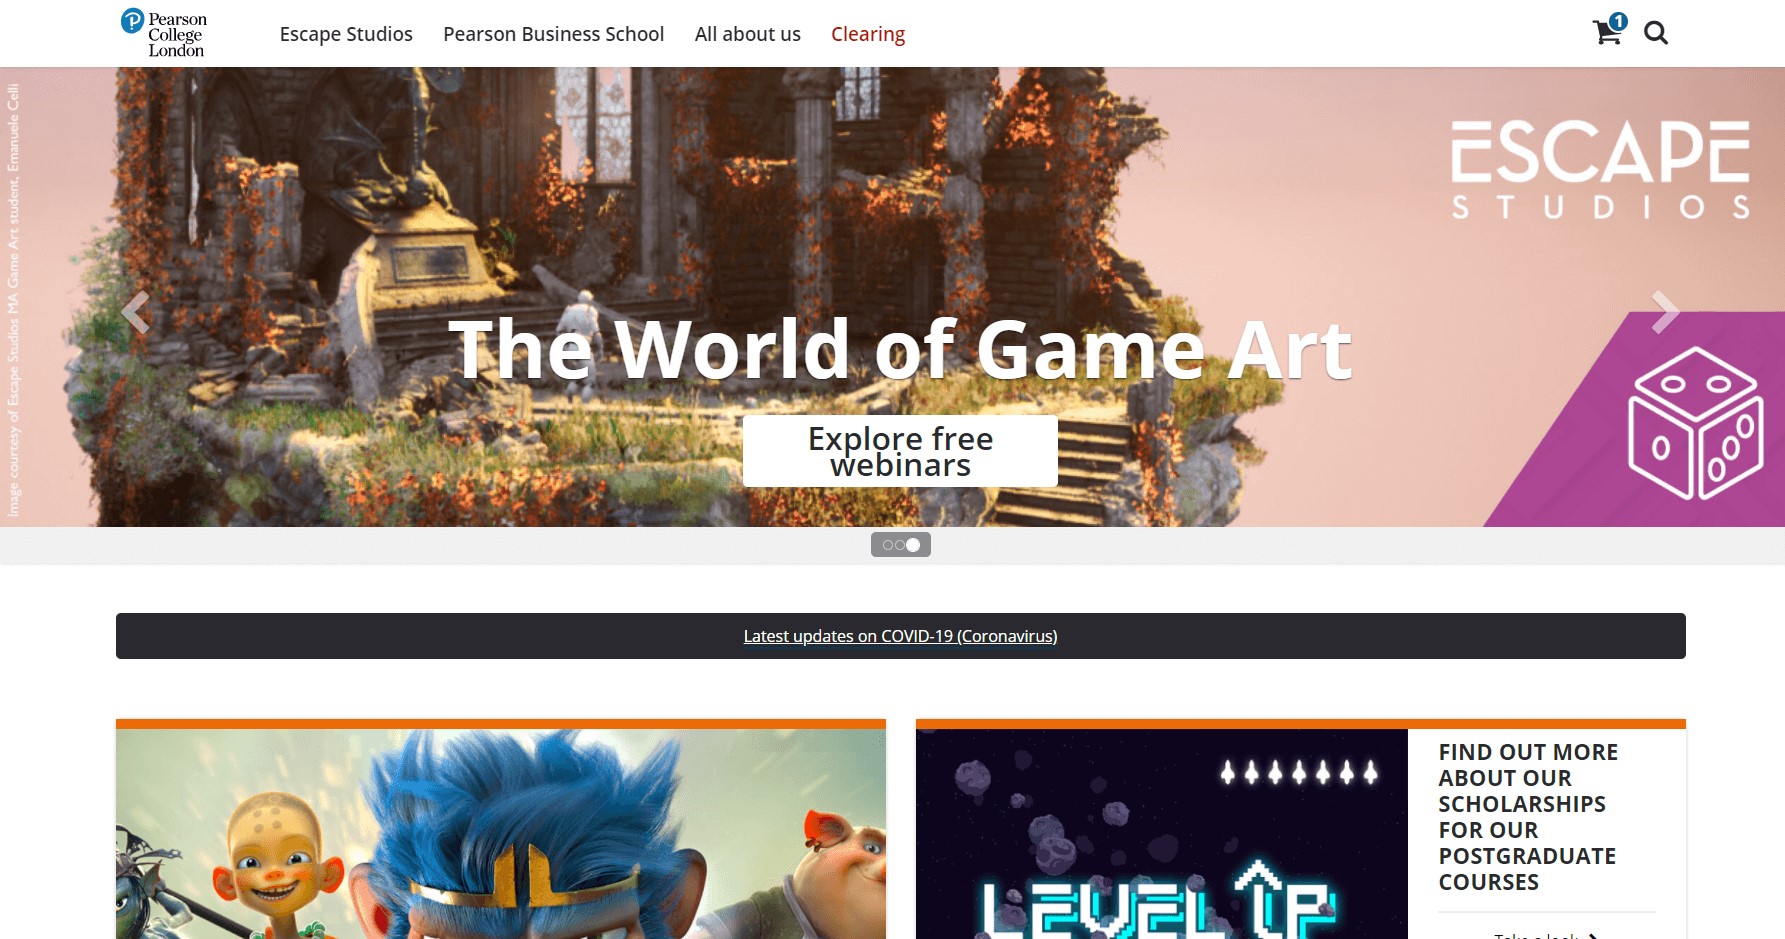 Pearson
College
London
Escape Studios
Pearson Business School
All about us
Clearing
1
Image courtesy of Escape Studios MA Game Art student, Emanuele Celli
ESCAPE
STUDIOS
The World of Game Art
Explore free
webinars
Latest updates on COVID-19 (Coronavirus)
LEVEL UP
FIND OUT MORE
ABOUT OUR
SCHOLARSHIPS
FOR OUR
POSTGRADUATE
COURSES
Take a look